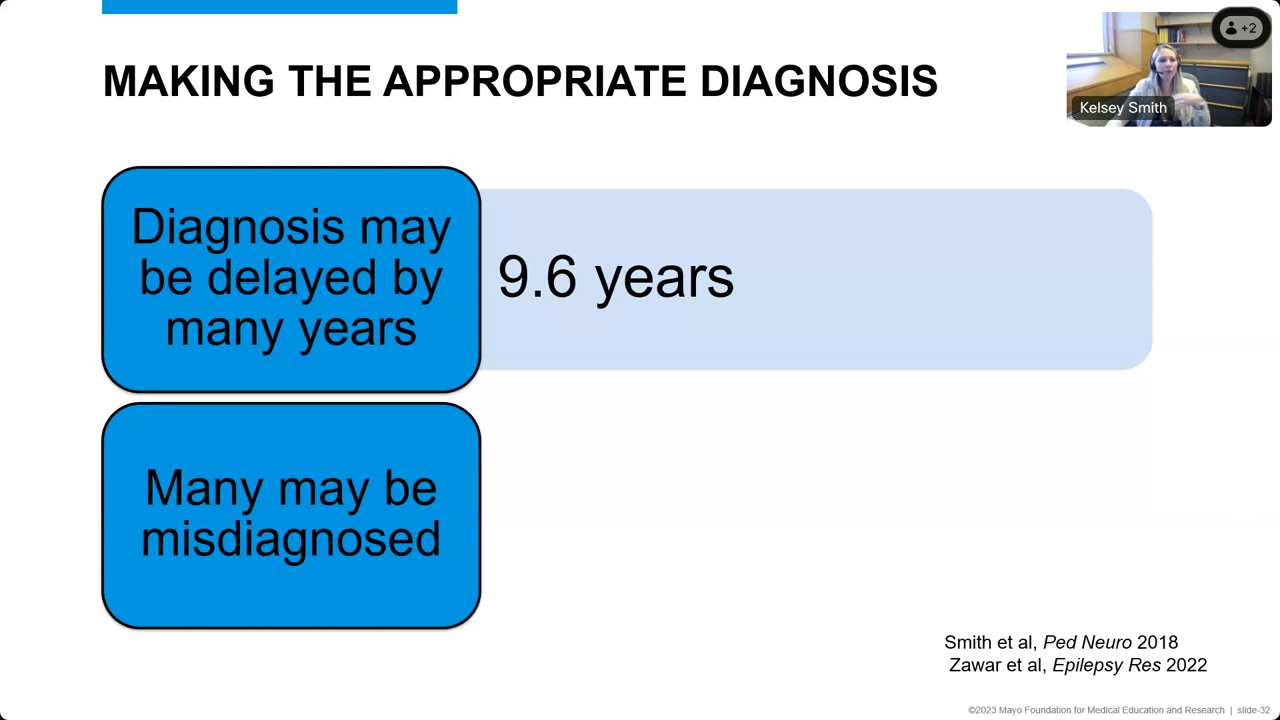 MAKING THE APPROPRIATE DIAGNOSIS
+2
Kelsey Smith
Diagnosis may
be delayed by
many years
9.6 years
Many may be
misdiagnosed
Smith et al, Ped Neuro 2018
Zawar et al, Epilepsy Res 2022
©2023 Mayo Foundation for Medical Education and Research | slide-32